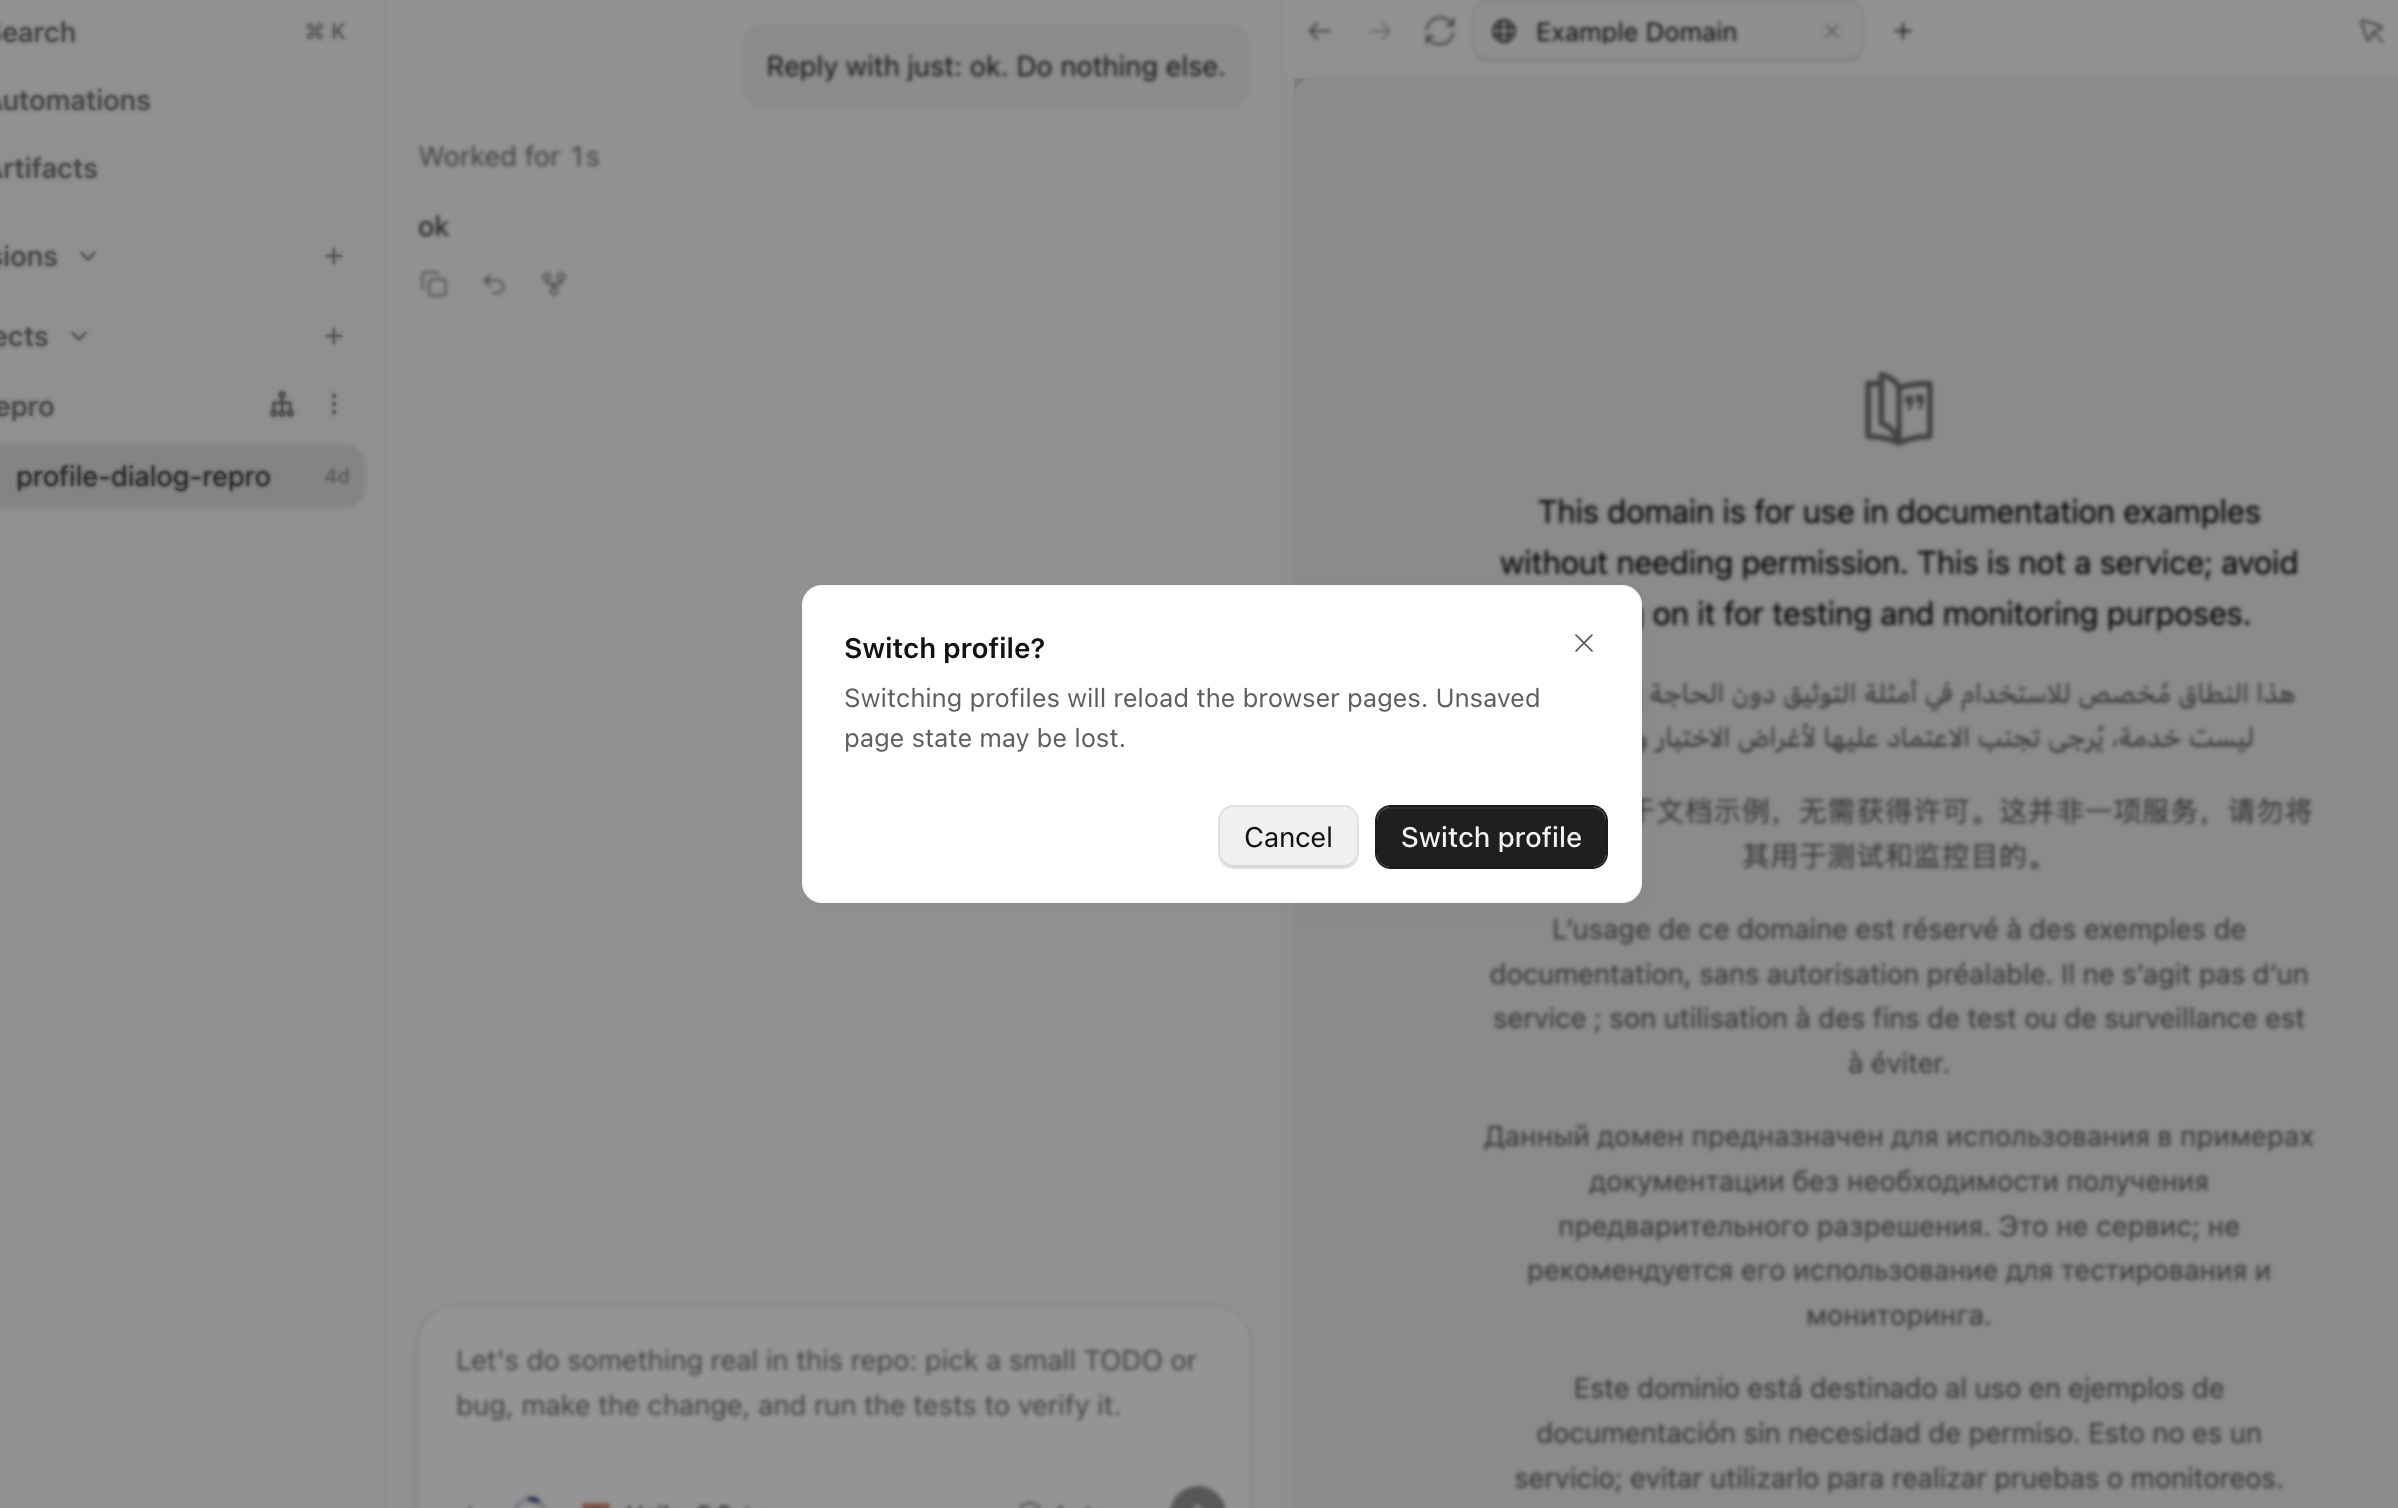 Search ⌘ K
Automations
Artifacts
sions
ects
epro
profile-dialog-repro 4d
Reply with just: ok. Do nothing else.
Worked for 1s
ok
Let's do something real in this repo: pick a small TODO or
bug, make the change, and run the tests to verify it.
Example Domain
This domain is for use in documentation examples
without needing permission. This is not a service; avoid
on it for testing and monitoring purposes.
هذا النطاق مُخصص للاستخدام في أمثلة التوثيق دون الحاجة
ليست خدمة، يُرجى تجنب الاعتماد عليها لأغراض الاختبار و
文档示例，无需获得许可。这并非一项服务，请勿将
其用于测试和监控目的。
L'usage de ce domaine est réservé à des exemples de
documentation, sans autorisation préalable. Il ne s'agit pas d'un
service ; son utilisation à des fins de test ou de surveillance est
à éviter.
Данный домен предназначен для использования в примерах
документации без необходимости получения
предварительного разрешения. Это не сервис; не
рекомендуется его использование для тестирования и
мониторинга.
Este dominio está destinado al uso en ejemplos de
documentación sin necesidad de permiso. Esto no es un
servicio; evitar utilizarlo para realizar pruebas o monitoreos.
Switch profile?
Switching profiles will reload the browser pages. Unsaved
page state may be lost.
Cancel
Switch profile